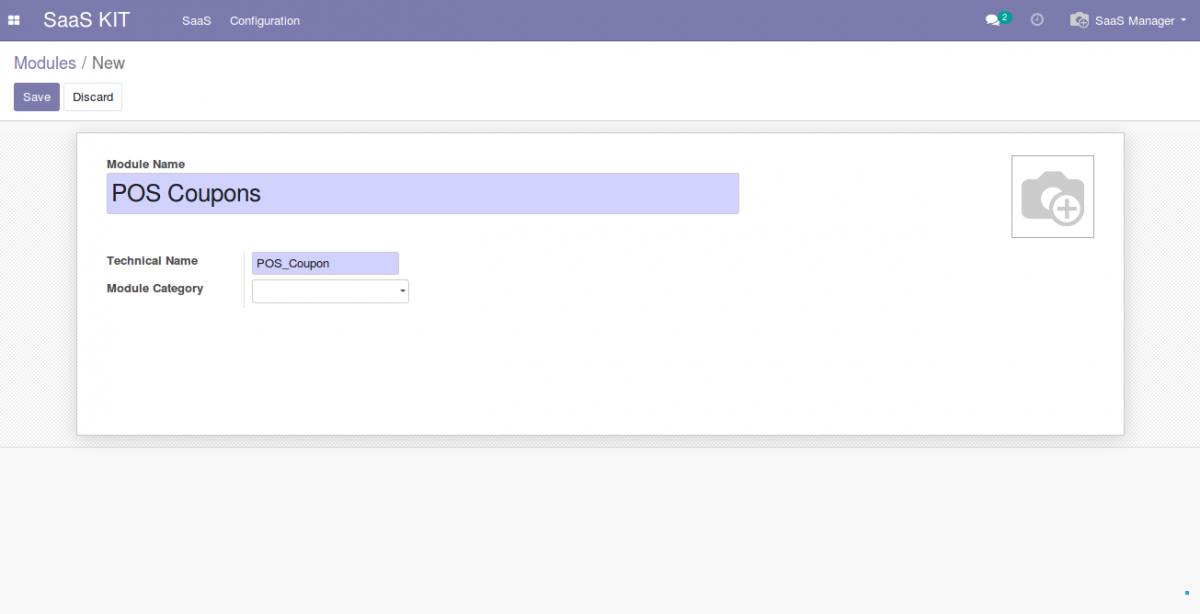 SaaS KIT SaaS Configuration 2 SaaS Manager
Modules / New
Save Discard
Module Name
POS Coupons
Technical Name POS_Coupon
Module Category